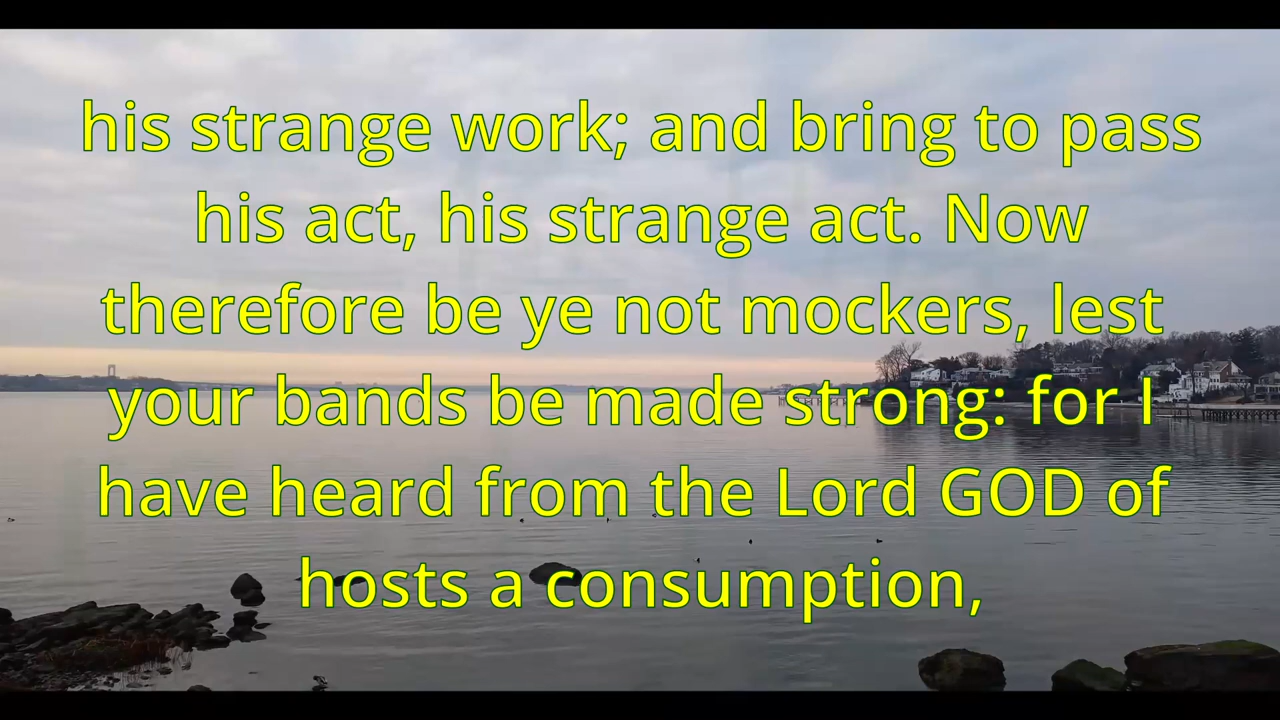 his strange work; and bring to pass
his act, his strange act. Now
therefore be ye not mockers, lest
your bands be made strong: for I
have heard from the Lord GOD of
hosts a consumption,